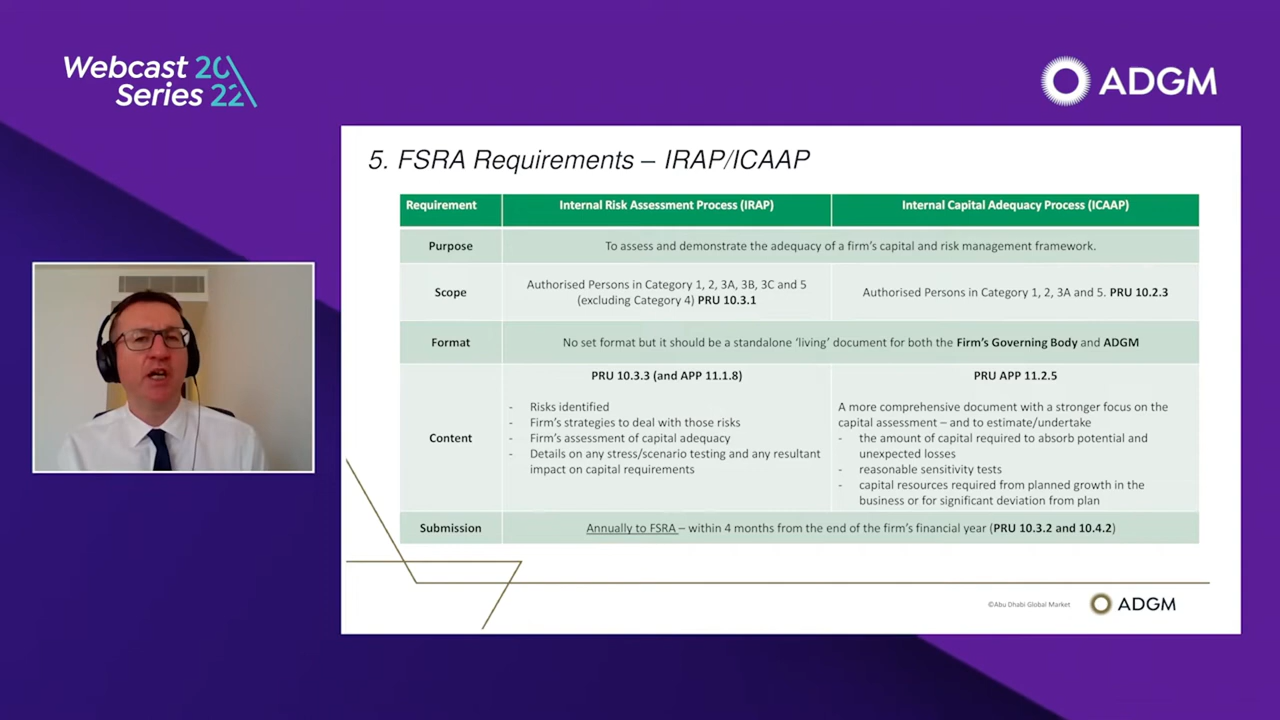 Webcast 20
Series 22
ADGM
5. FSRA Requirements – IRAP/ICAAP
Requirement
Internal Risk Assessment Process (IRAP)
Internal Capital Adequacy Process (ICAAP)
Purpose
To assess and demonstrate the adequacy of a firm's capital and risk management framework.
Scope
Authorised Persons in Category 1, 2, 3A, 3B, 3C and 5
(excluding Category 4) PRU 10.3.1
Authorised Persons in Category 1, 2, 3A and 5. PRU 10.2.3
Format
No set format but it should be a standalone 'living' document for both the Firm's Governing Body and ADGM
Content
PRU 10.3.3 (and APP 11.1.8)
- Risks identified
- Firm's strategies to deal with those risks
- Firm's assessment of capital adequacy
- Details on any stress/scenario testing and any resultant
impact on capital requirements
PRU APP 11.2.5
A more comprehensive document with a stronger focus on the
capital assessment – and to estimate/undertake
- the amount of capital required to absorb potential and
unexpected losses
- reasonable sensitivity tests
- capital resources required from planned growth in the
business or for significant deviation from plan
Submission
Annually to FSRA – within 4 months from the end of the firm's financial year (PRU 10.3.2 and 10.4.2)
©Abu Dhabi Global Market
ADGM